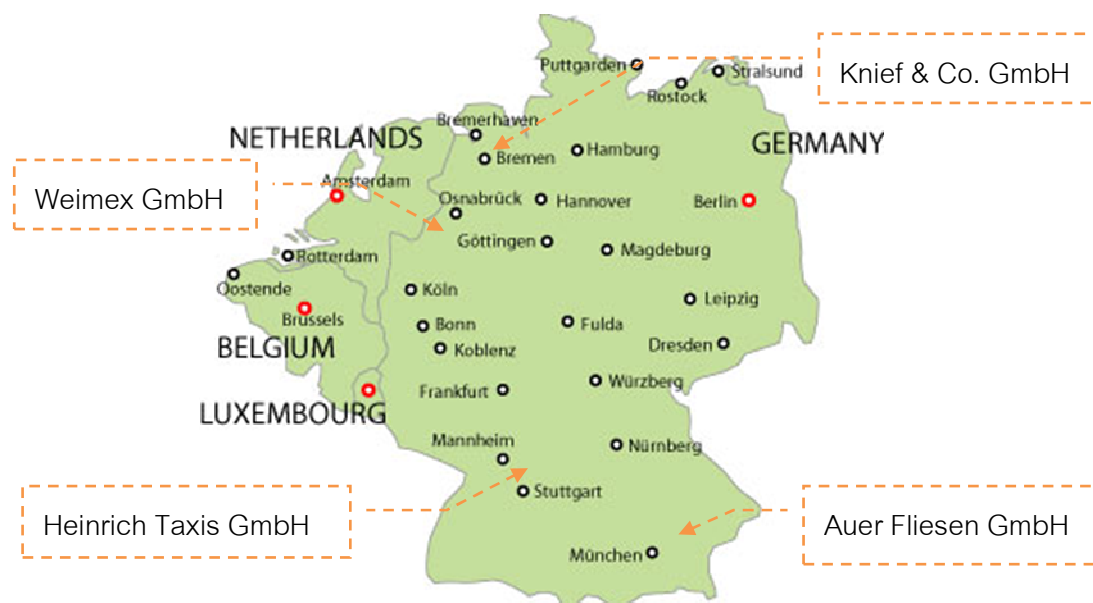 Puttgarden
Stralsund
Knief & Co. GmbH
Rostock
Bremerhaven
NETHERLANDS
Hamburg
GERMANY
Bremen
Amsterdam
Weimex GmbH
Osnabrück
Hannover
Berlin
Göttingen
Magdeburg
Rotterdam
Oostende
Köln
Leipzig
Brussels
Bonn
Fulda
BELGIUM
Koblenz
Dresden
Frankfurt
Würzberg
LUXEMBOURG
Mannheim
Nürnberg
Stuttgart
Heinrich Taxis GmbH
Auer Fliesen GmbH
München